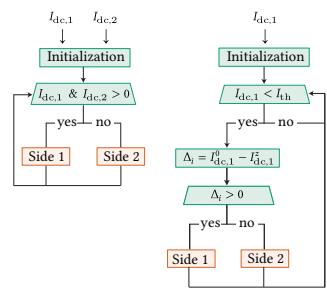 I_dc,1 I_dc,2
Initialization
I_dc,1 & I_dc,2 > 0
yes no
Side 1 Side 2
I_dc,1
Initialization
I_dc,1 < I_th
yes no
Δ_i = I^0_dc,1 − I^z_dc,1
Δ_i > 0
yes no
Side 1 Side 2